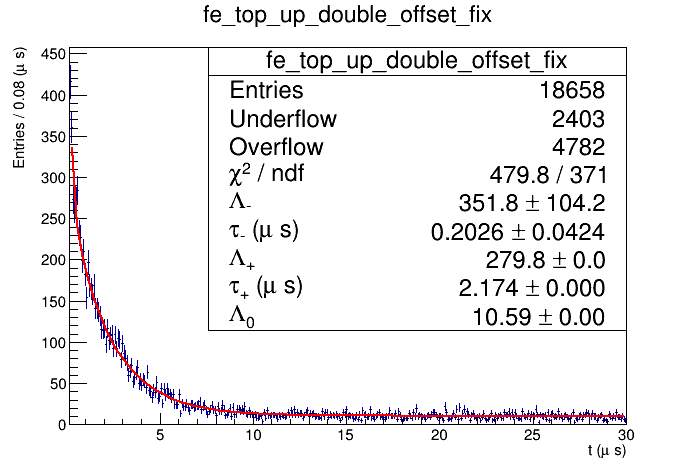 fe_top_up_double_offset_fix
Entries / 0.08 (μ s)
450
400
350
300
250
200
150
100
50
0
fe_top_up_double_offset_fix
Entries 18658
Underflow 2403
Overflow 4782
χ² / ndf 479.8 / 371
Λ₋ 351.8 ± 104.2
τ₋ (μ s) 0.2026 ± 0.0424
Λ₊ 279.8 ± 0.0
τ₊ (μ s) 2.174 ± 0.000
Λ₀ 10.59 ± 0.00
5 10 15 20 25 30
t (μ s)